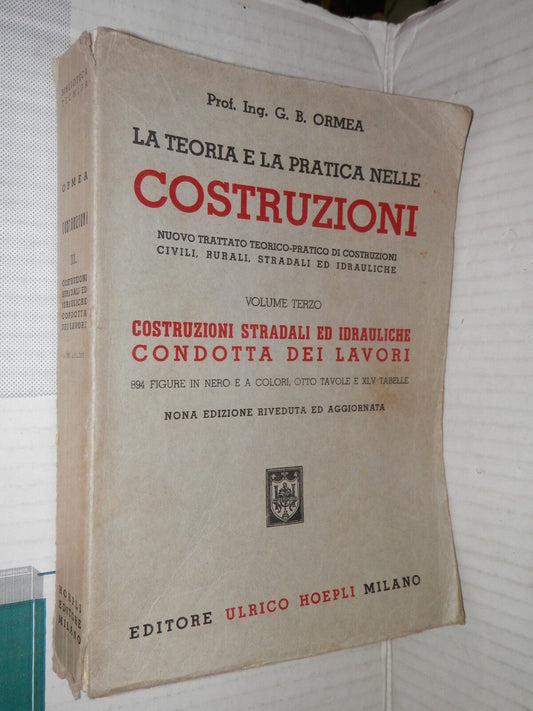 Prof. Ing. G. B. ORMEA
LA TEORIA E LA PRATICA NELLE
COSTRUZIONI
NUOVO TRATTATO TEORICO-PRATICO DI COSTRUZIONI
CIVILI, RURALI, STRADALI ED IDRAULICHE
VOLUME TERZO
COSTRUZIONI STRADALI ED IDRAULICHE
CONDOTTA DEI LAVORI
894 FIGURE IN NERO E A COLORI, OTTO TAVOLE E XLV TABELLE
NONA EDIZIONE RIVEDUTA ED AGGIORNATA
EDITORE ULRICO HOEPLI MILANO
BIBLIOTECA
TECNICA
ORMEA
COSTRUZIONI
III.
COSTRUZIONI
STRADALI ED
IDRAULICHE
CONDOTTA
DEI LAVORI
HOEPLI
EDITORE
MILANO